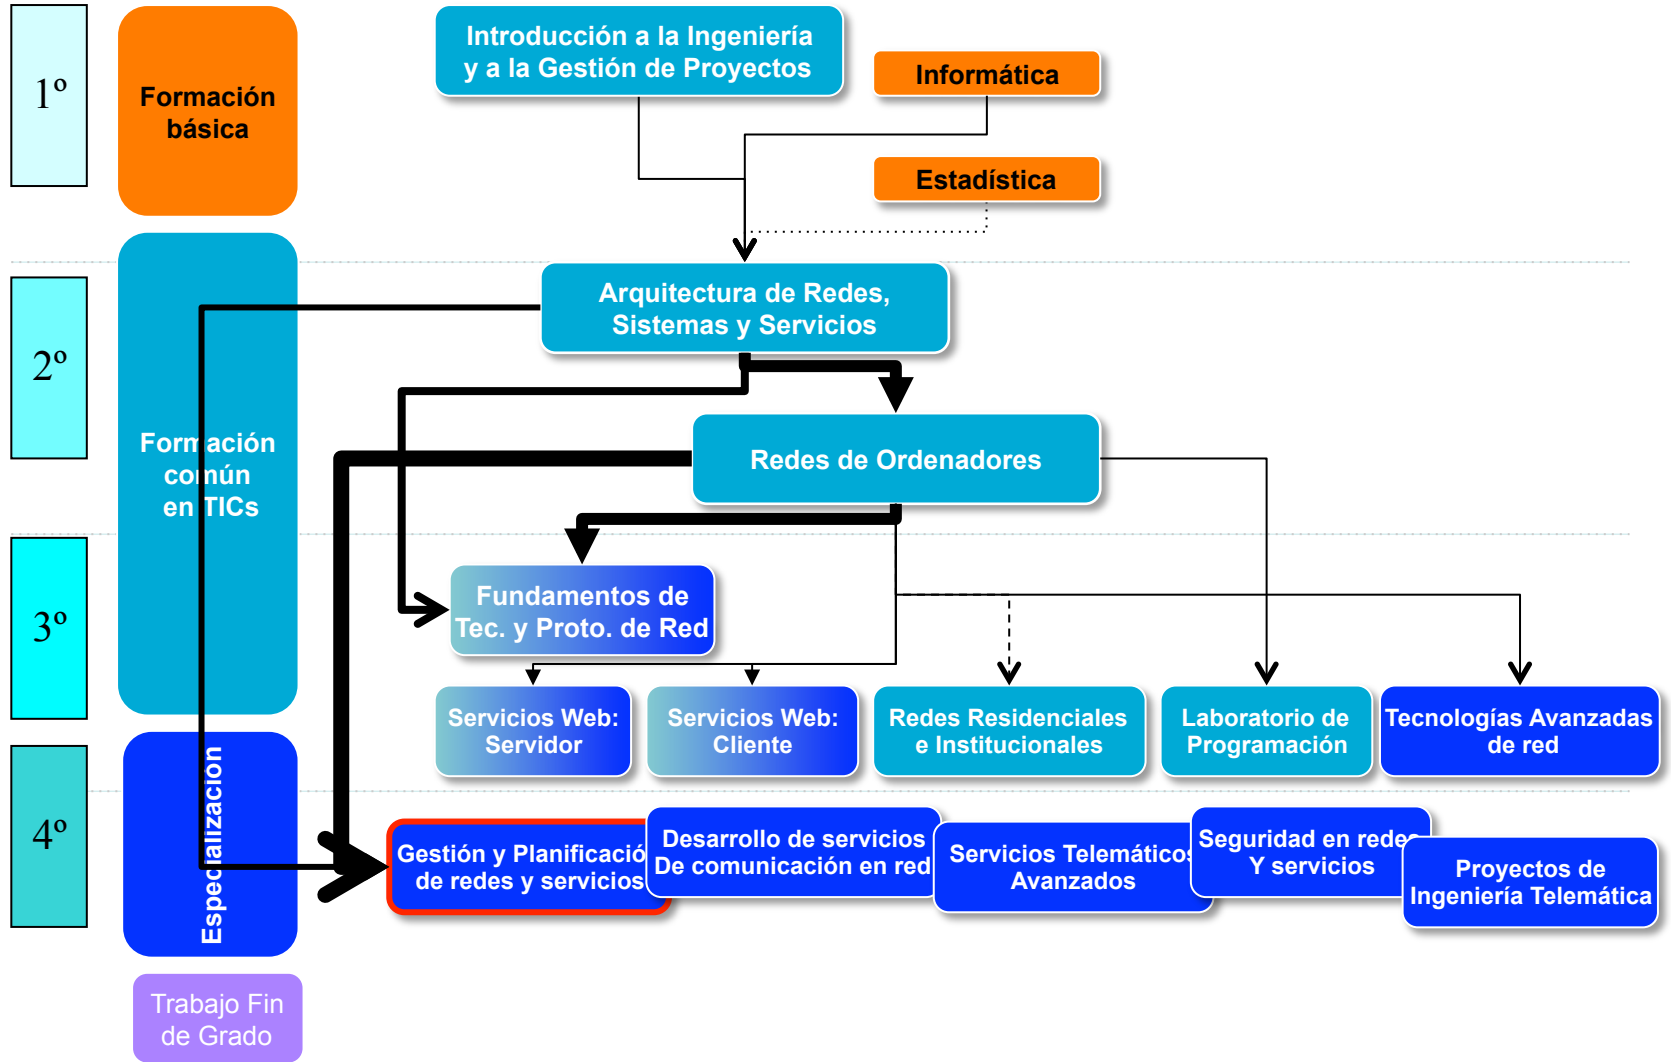 1º
Formación
básica
Introducción a la Ingeniería
y a la Gestión de Proyectos
Informática
Estadística
2º
Formación
común
en TICs
Arquitectura de Redes,
Sistemas y Servicios
Redes de Ordenadores
3º
Fundamentos de
Tec. y Proto. de Red
Servicios Web:
Servidor
Servicios Web:
Cliente
Redes Residenciales
e Institucionales
Laboratorio de
Programación
Tecnologías Avanzadas
de red
4º
Especialización
Gestión y Planificación
de redes y servicios
Desarrollo de servicios
De comunicación en red
Servicios Telemáticos
Avanzados
Seguridad en redes
Y servicios
Proyectos de
Ingeniería Telemática
Trabajo Fin
de Grado